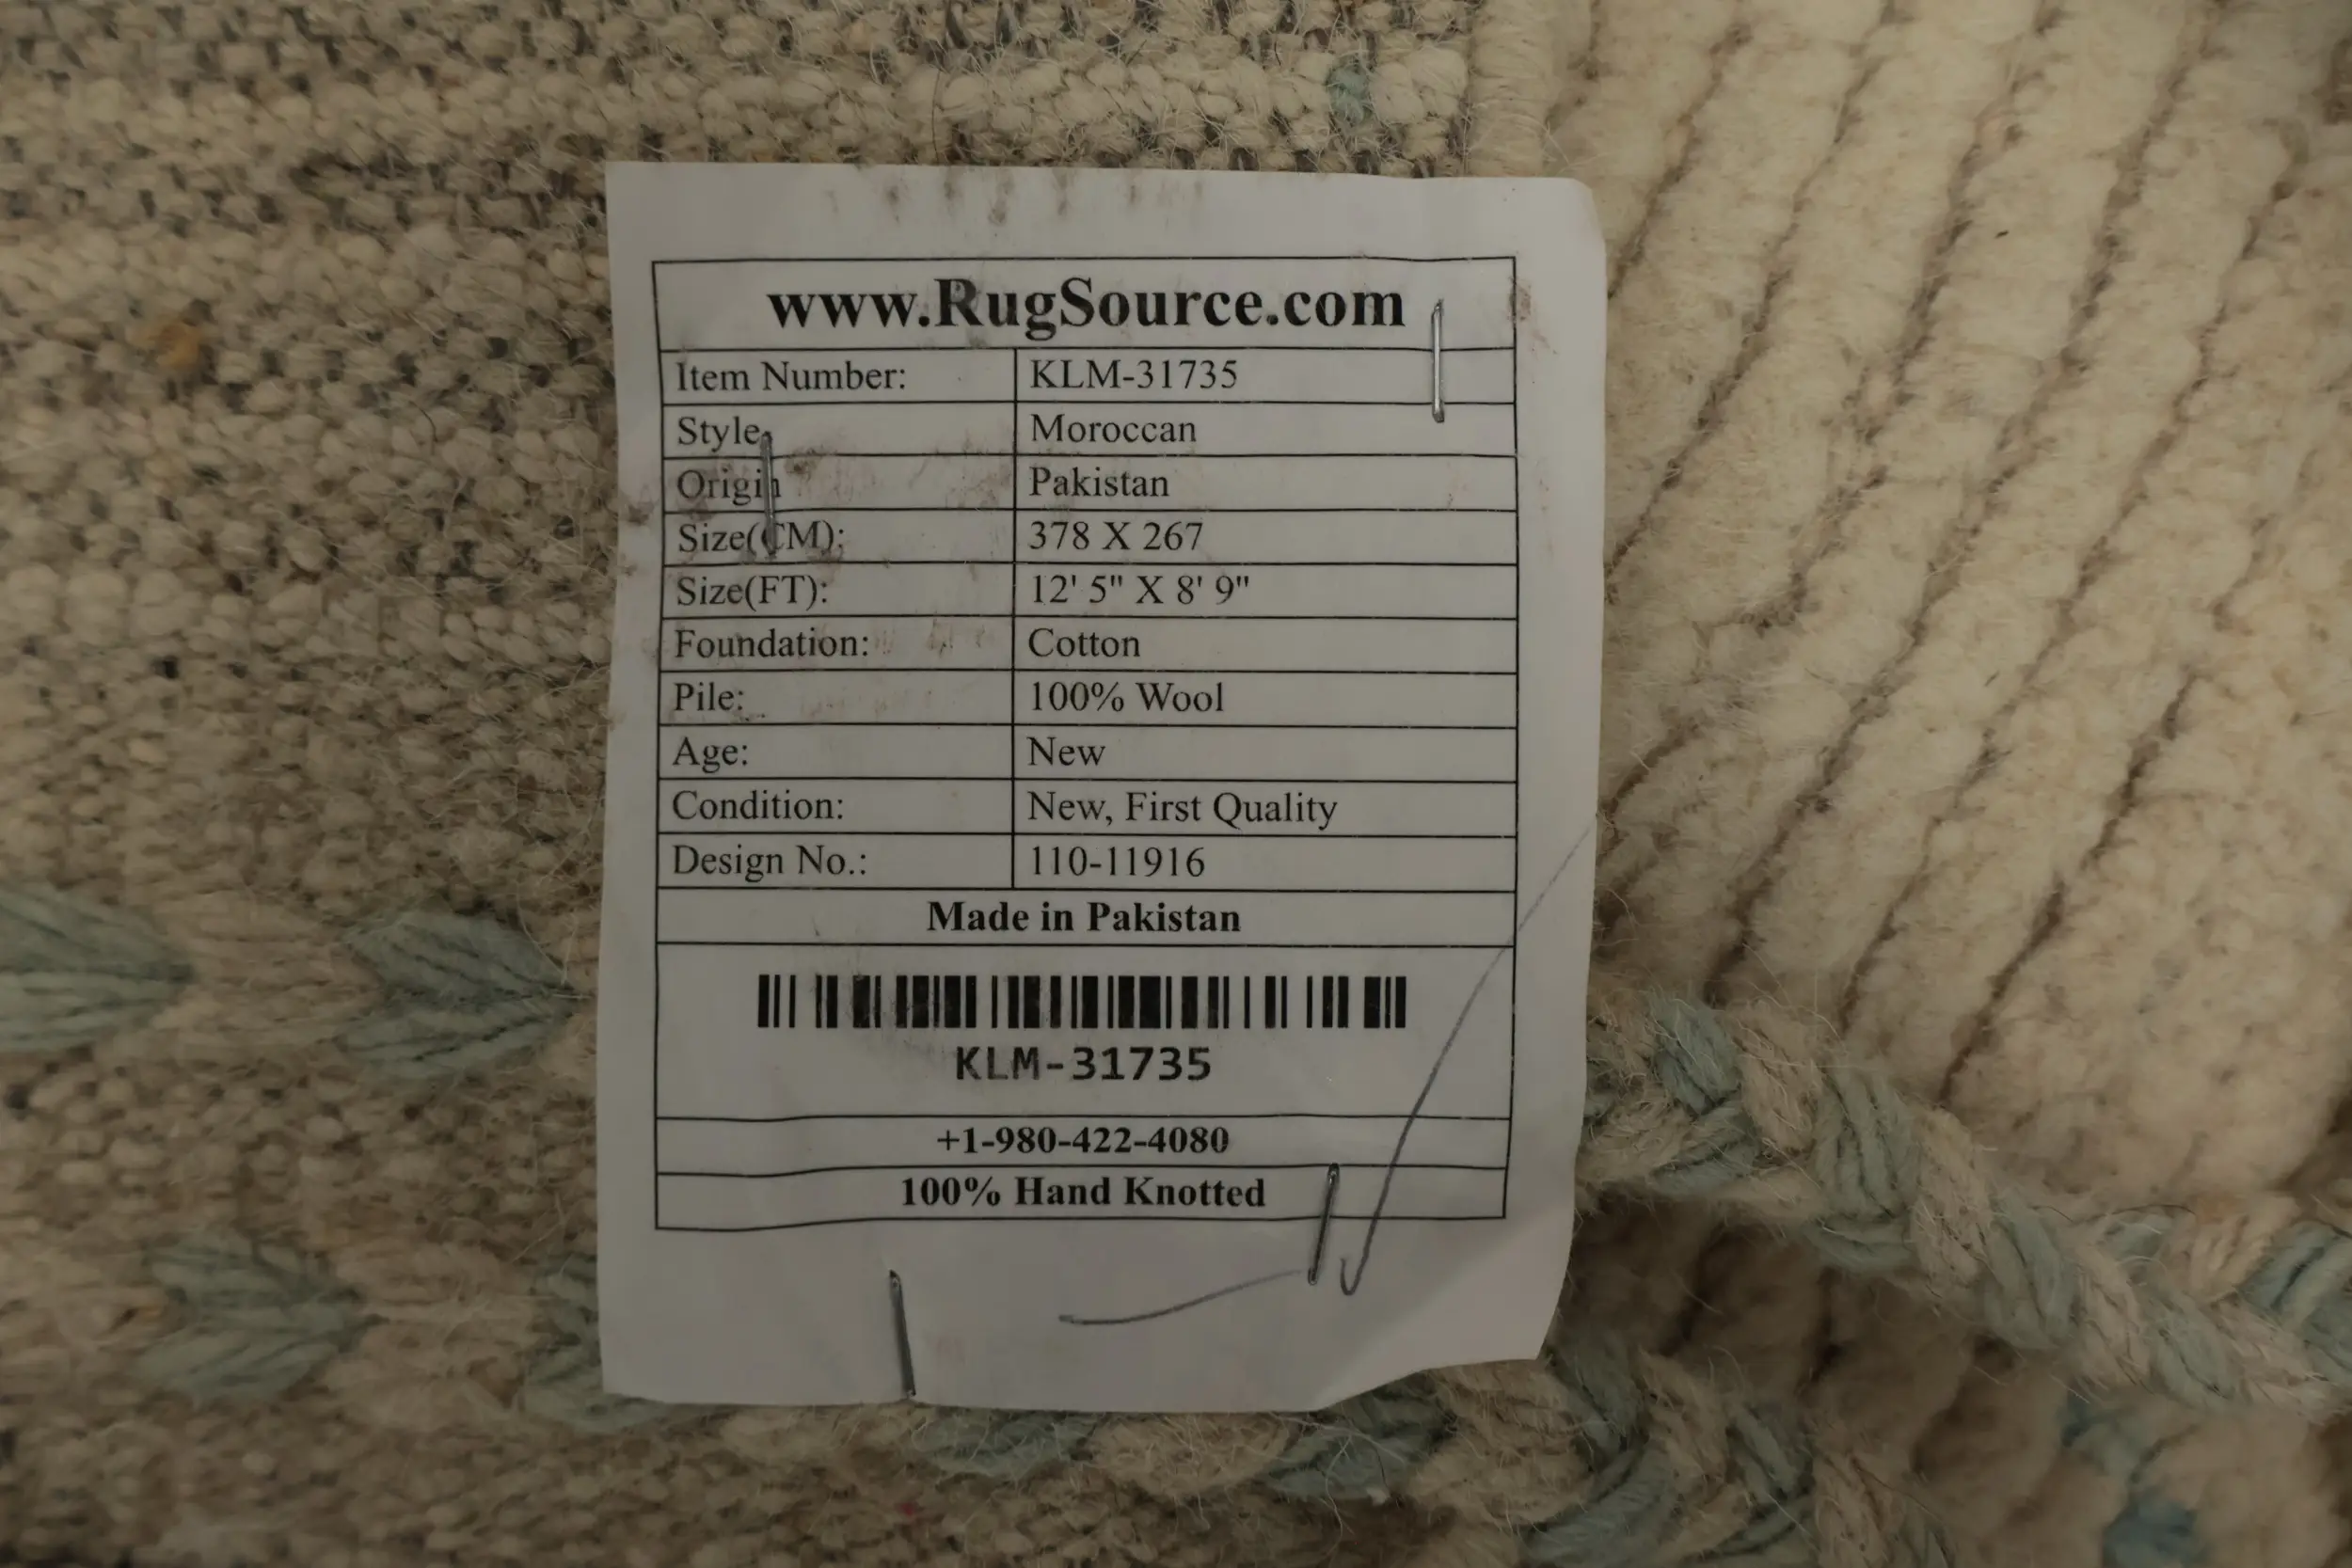 www.RugSource.com
Item Number: KLM-31735
Style Moroccan
Origin Pakistan
Size(CM): 378 X 267
Size(FT): 12' 5" X 8' 9"
Foundation: Cotton
Pile: 100% Wool
Age: New
Condition: New, First Quality
Design No.: 110-11916
Made in Pakistan
KLM-31735
+1-980-422-4080
100% Hand Knotted